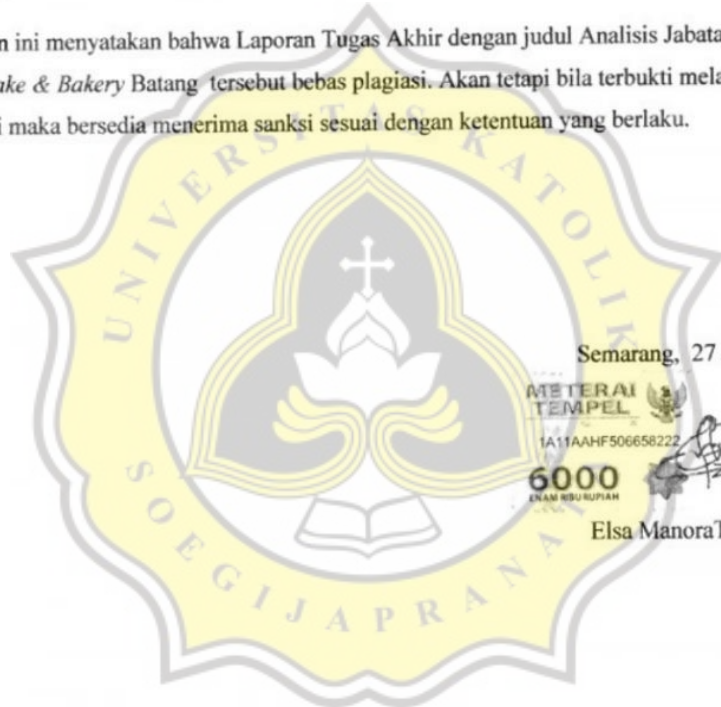 n ini menyatakan bahwa Laporan Tugas Akhir dengan judul Analisis Jabata
ake & Bakery Batang tersebut bebas plagiasi. Akan tetapi bila terbukti mela
i maka bersedia menerima sanksi sesuai dengan ketentuan yang berlaku.
UNIVERSITAS KATOLIK
Semarang, 27
METERAI
TEMPEL
1A11AAHF506658222
6000
ENAM RIBU RUPIAH
Elsa ManoraT
SOEGIJAPRANATA